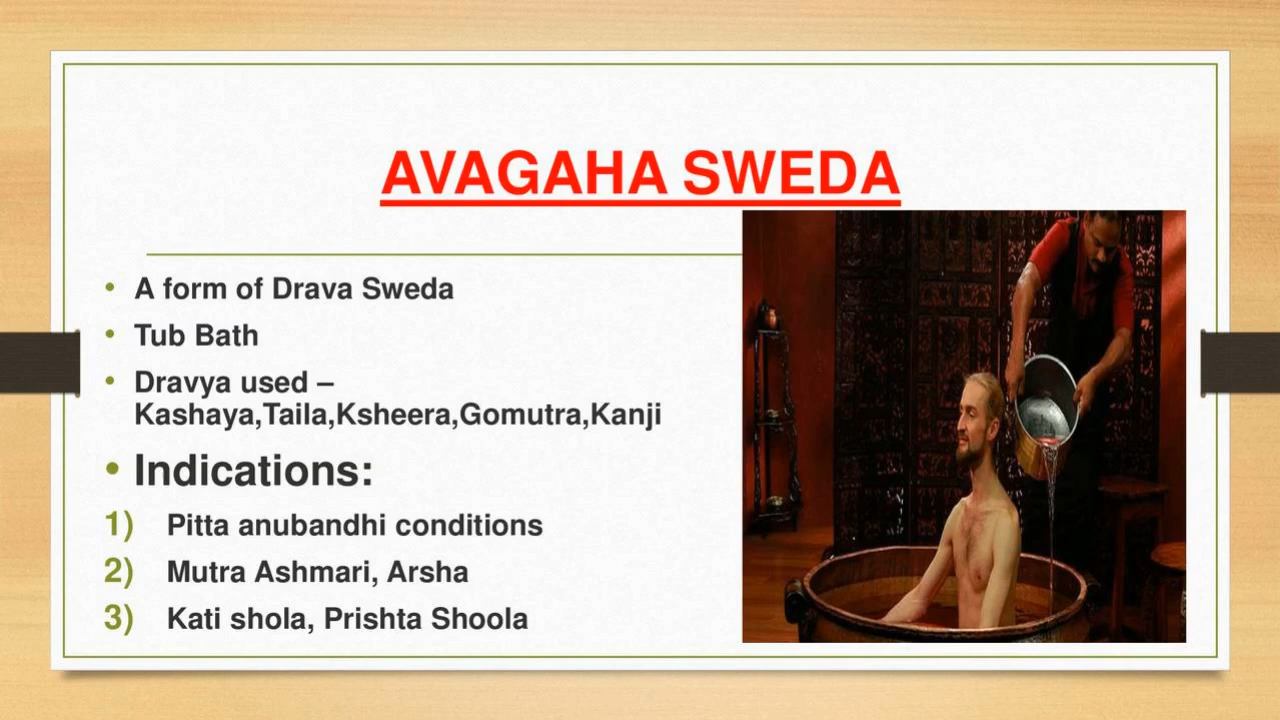 AVAGAHA SWEDA
• A form of Drava Sweda
• Tub Bath
• Dravya used –
Kashaya,Taila,Ksheera,Gomutra,Kanji
• Indications:
1) Pitta anubandhi conditions
2) Mutra Ashmari, Arsha
3) Kati shola, Prishta Shoola